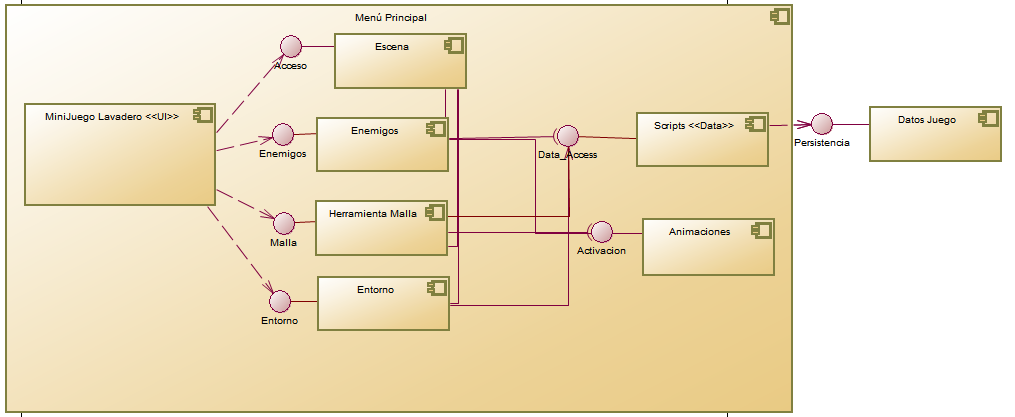 Menú Principal
Escena
Acceso
MiniJuego Lavadero <<UI>>
Enemigos
Enemigos
Data_Access
Scripts <<Data>>
Persistencia
Datos Juego
Herramienta Malla
Malla
Activacion
Animaciones
Entorno
Entorno